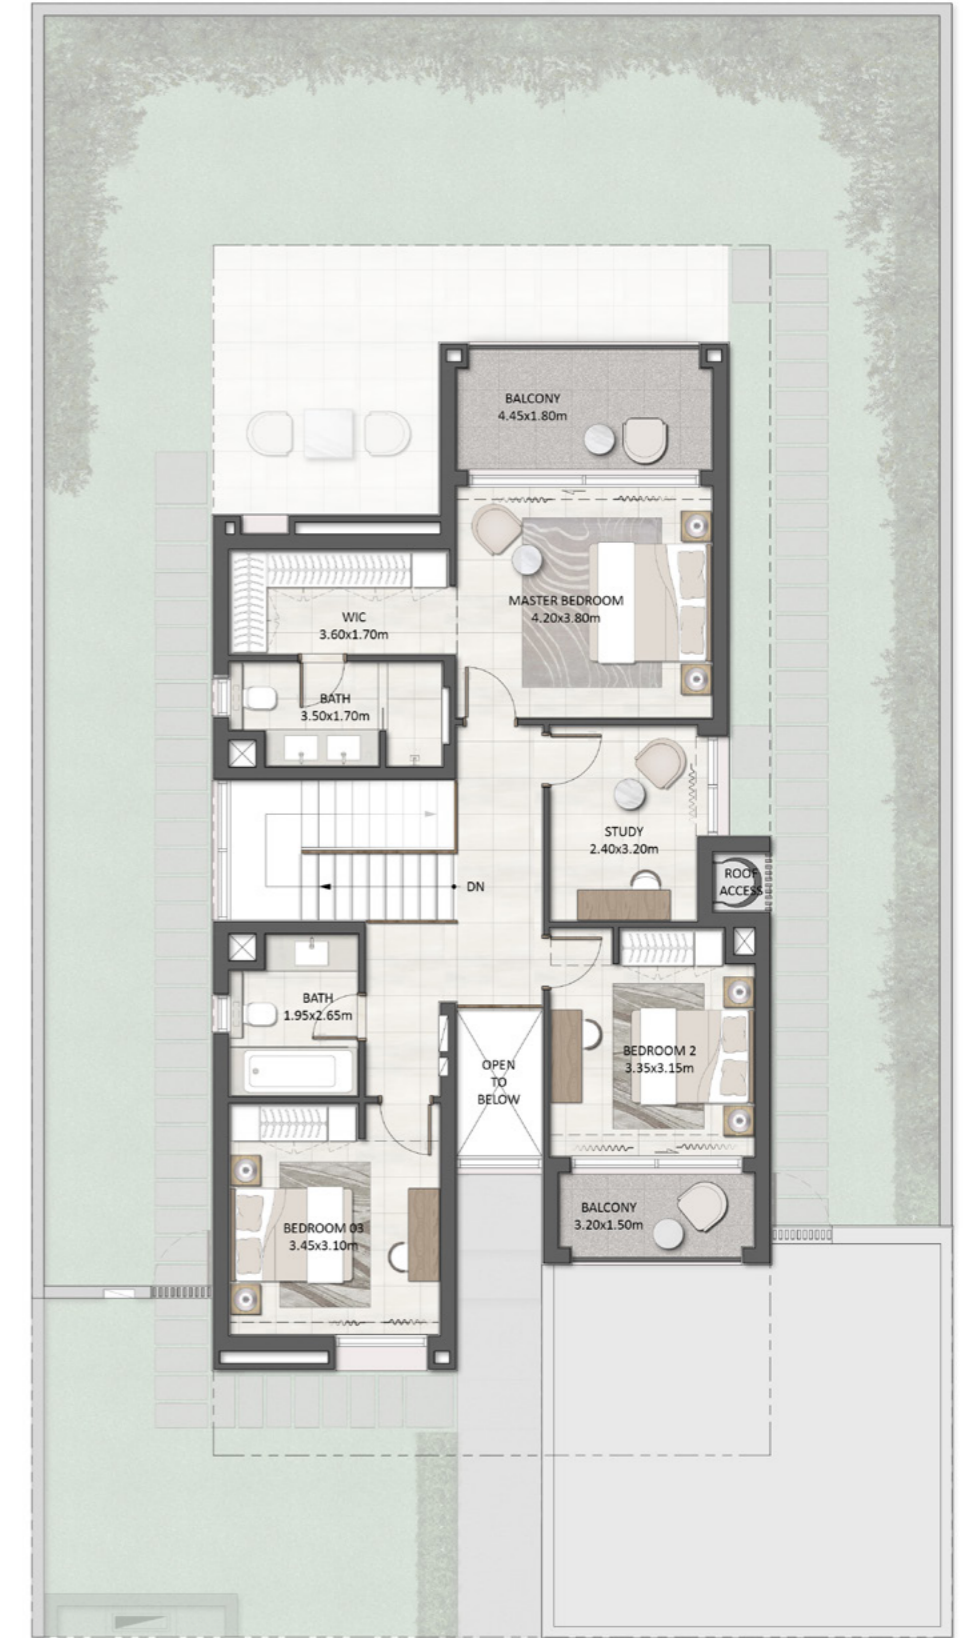 BALCONY
4.45x1.80m
MASTER BEDROOM
4.20x3.80m
WIC
3.60x1.70m
BATH
3.50x1.70m
STUDY
2.40x3.20m
ROOF
ACCESS
DN
BATH
1.95x2.65m
OPEN
TO
BELOW
BEDROOM 2
3.35x3.15m
BALCONY
3.20x1.50m
BEDROOM 03
3.45x3.10m